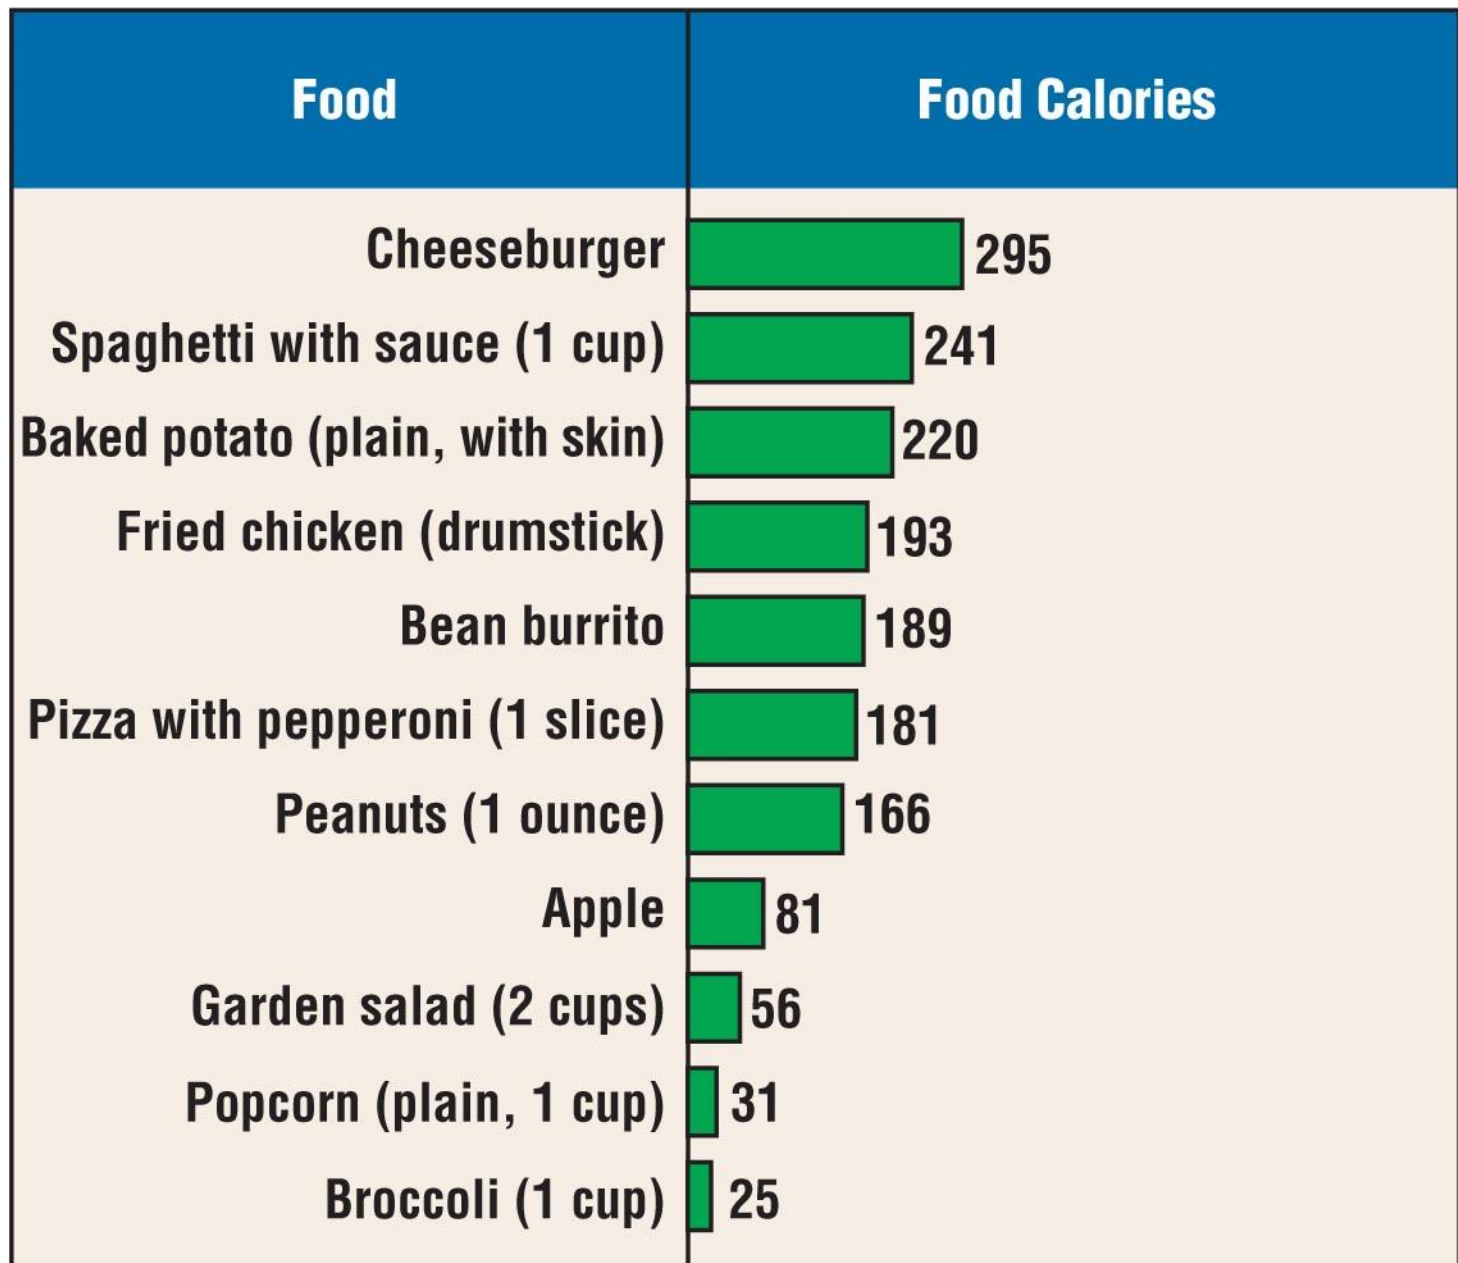 Food Food Calories
Cheeseburger 295
Spaghetti with sauce (1 cup) 241
Baked potato (plain, with skin) 220
Fried chicken (drumstick) 193
Bean burrito 189
Pizza with pepperoni (1 slice) 181
Peanuts (1 ounce) 166
Apple 81
Garden salad (2 cups) 56
Popcorn (plain, 1 cup) 31
Broccoli (1 cup) 25